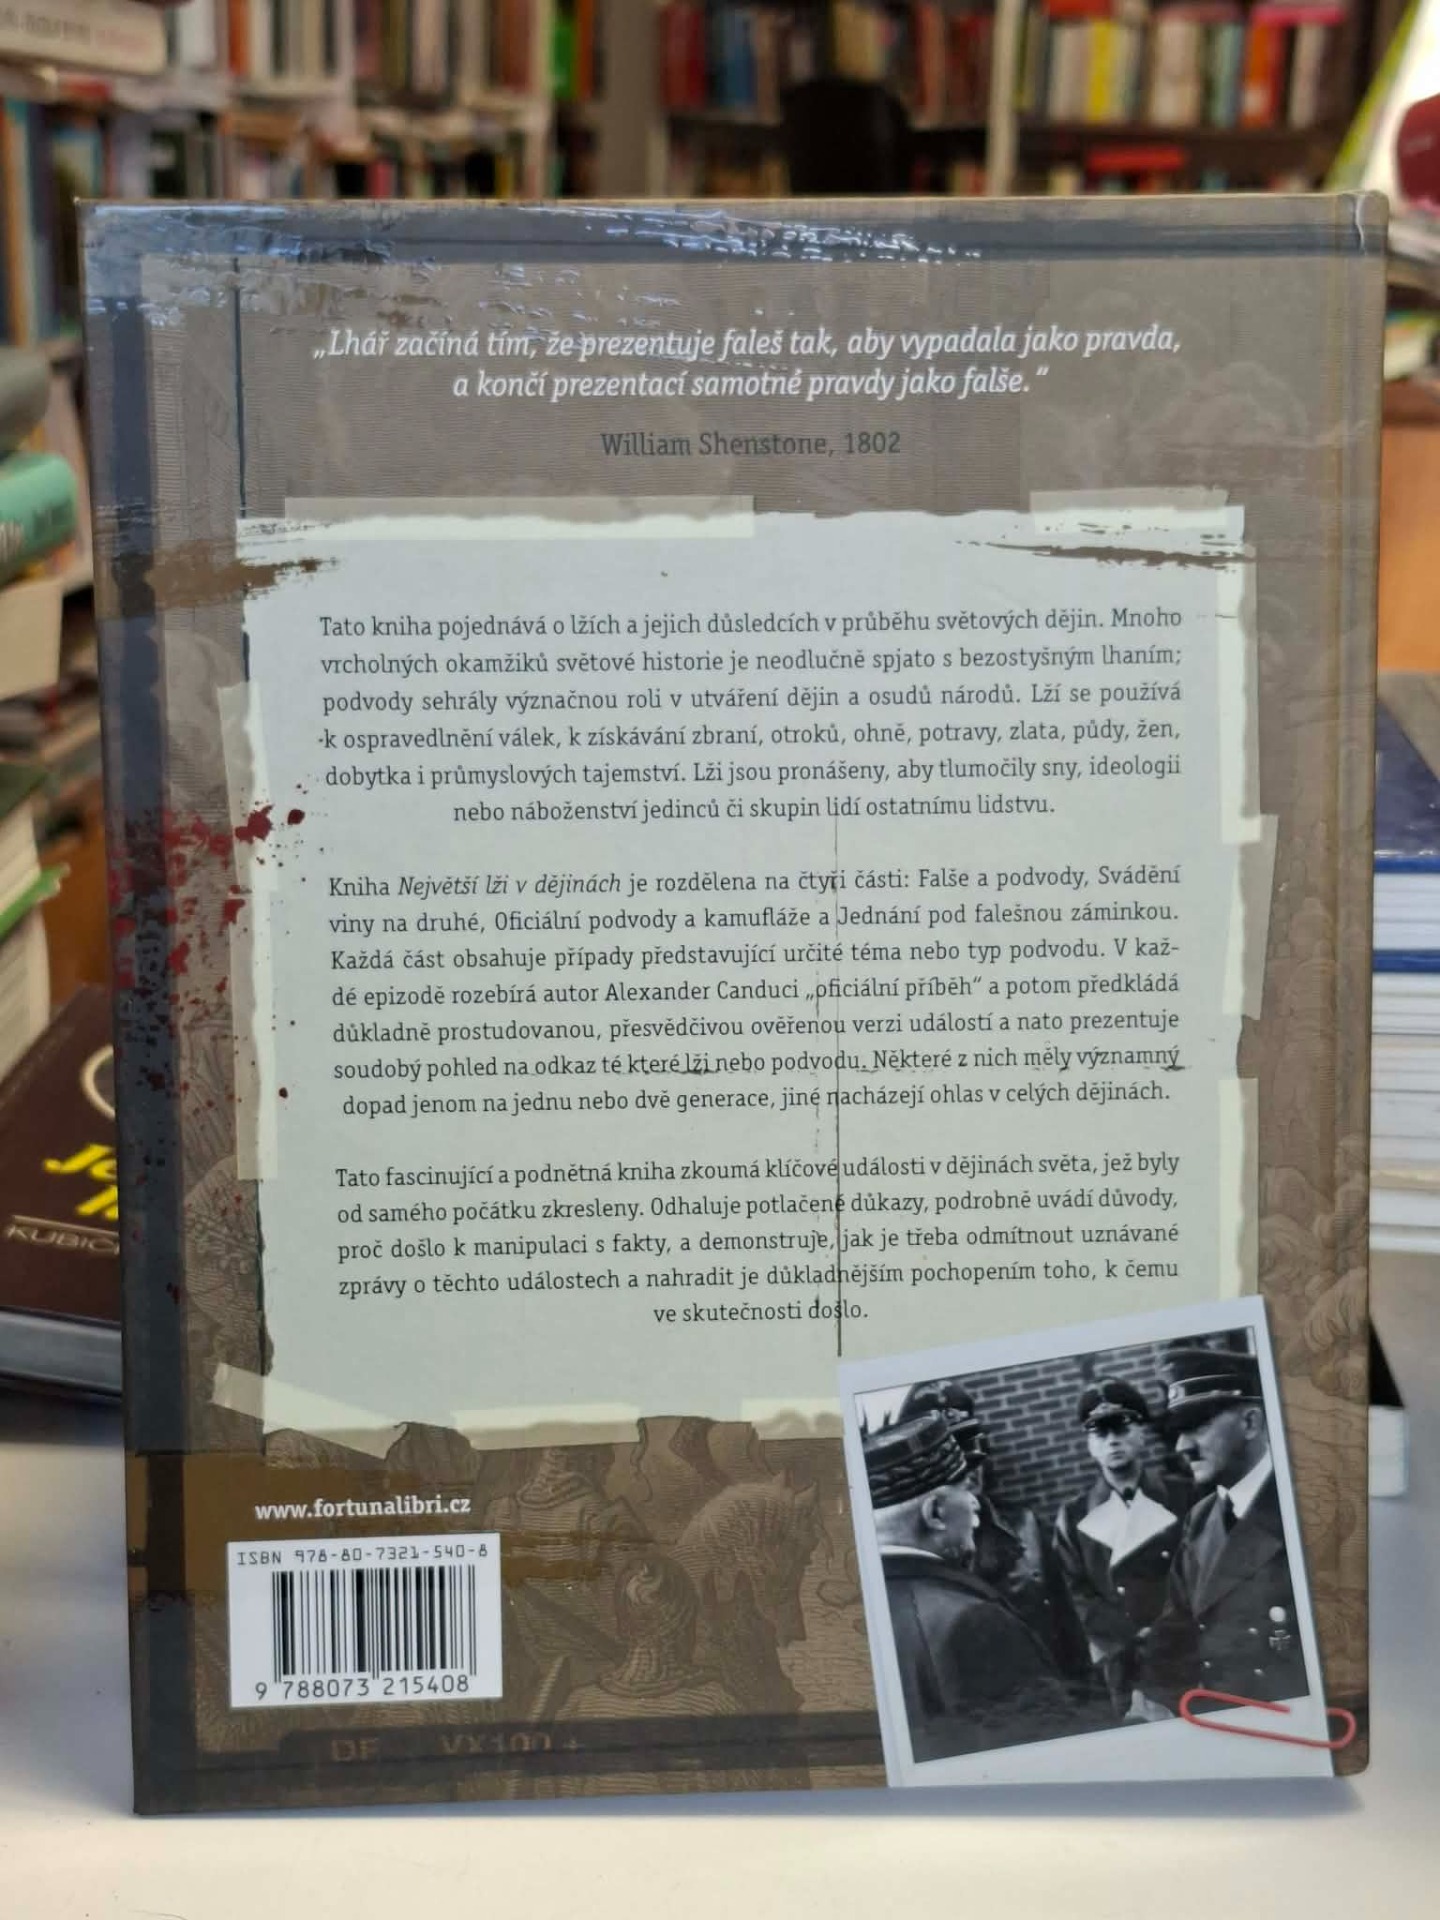 „Lhář začíná tím, že prezentuje faleš tak, aby vypadala jako pravda,
a končí prezentací samotné pravdy jako falše.“
William Shenstone, 1802
Tato kniha pojednává o lžích a jejich důsledcích v průběhu světových dějin. Mnoho
vrcholných okamžiků světové historie je neodlučně spjato s bezostyšným lhaním;
podvody sehrály význačnou roli v utváření dějin a osudů národů. Lží se používá
k ospravedlnění válek, k získávání zbraní, otroků, ohně, potravy, zlata, půdy, žen,
dobytka i průmyslových tajemství. Lži jsou pronášeny, aby tlumočily sny, ideologii
nebo náboženství jedinců či skupin lidí ostatnímu lidstvu.
Kniha Největší lži v dějinách je rozdělena na čtyři části: Falše a podvody, Svádění
viny na druhé, Oficiální podvody a kamufláže a Jednání pod falešnou záminkou.
Každá část obsahuje případy představující určité téma nebo typ podvodu. V kaž-
dé epizodě rozebírá autor Alexander Canduci „oficiální příběh“ a potom předkládá
důkladně prostudovanou, přesvědčivou ověřenou verzi událostí a nato prezentuje
soudobý pohled na odkaz té které lži nebo podvodu. Některé z nich měly významný
dopad jenom na jednu nebo dvě generace, jiné nacházejí ohlas v celých dějinách.
Tato fascinující a podnětná kniha zkoumá klíčové události v dějinách světa, jež byly
od samého počátku zkresleny. Odhaluje potlačené důkazy, podrobně uvádí důvody,
proč došlo k manipulaci s fakty, a demonstruje, jak je třeba odmítnout uznávané
zprávy o těchto událostech a nahradit je důkladnějším pochopením toho, k čemu
ve skutečnosti došlo.
www.fortunalibri.cz
ISBN 978-80-7321-540-8
9 788073 215408
DF VX100 +